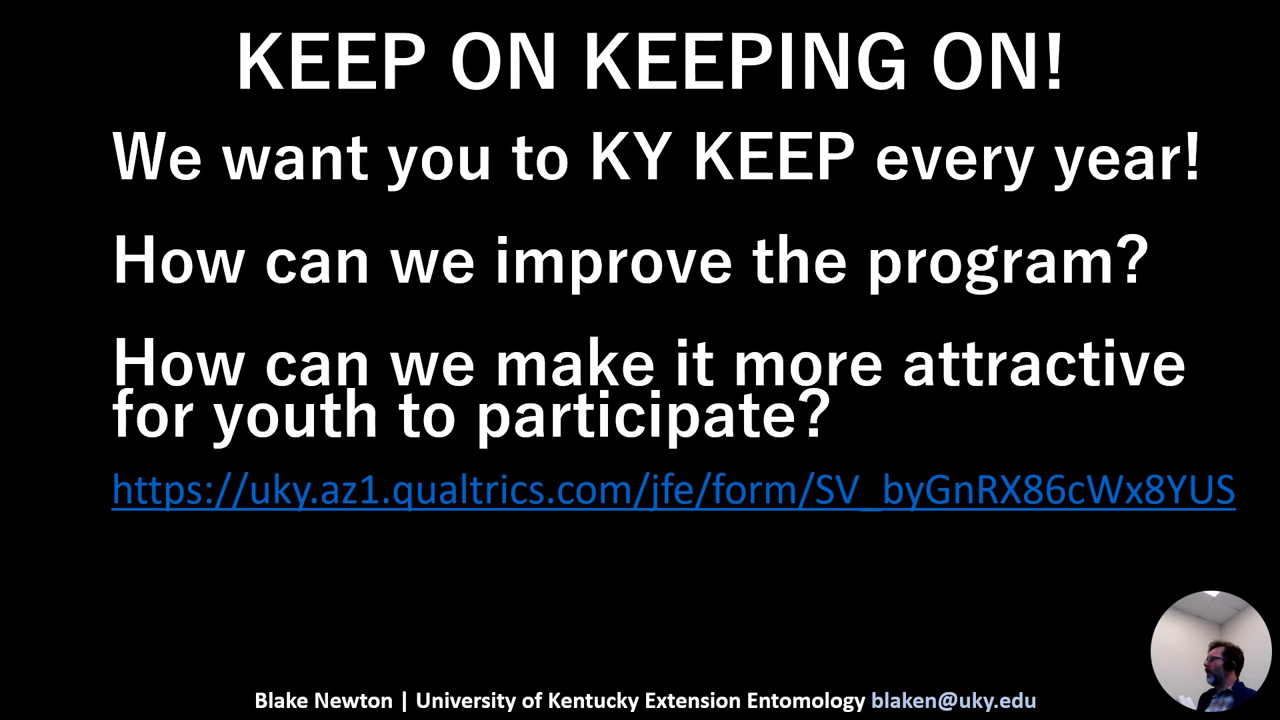 KEEP ON KEEPING ON!
We want you to KY KEEP every year!
How can we improve the program?
How can we make it more attractive
for youth to participate?
https://uky.az1.qualtrics.com/jfe/form/SV_byGnRX86cWx8YUS
Blake Newton | University of Kentucky Extension Entomology blaken@uky.edu